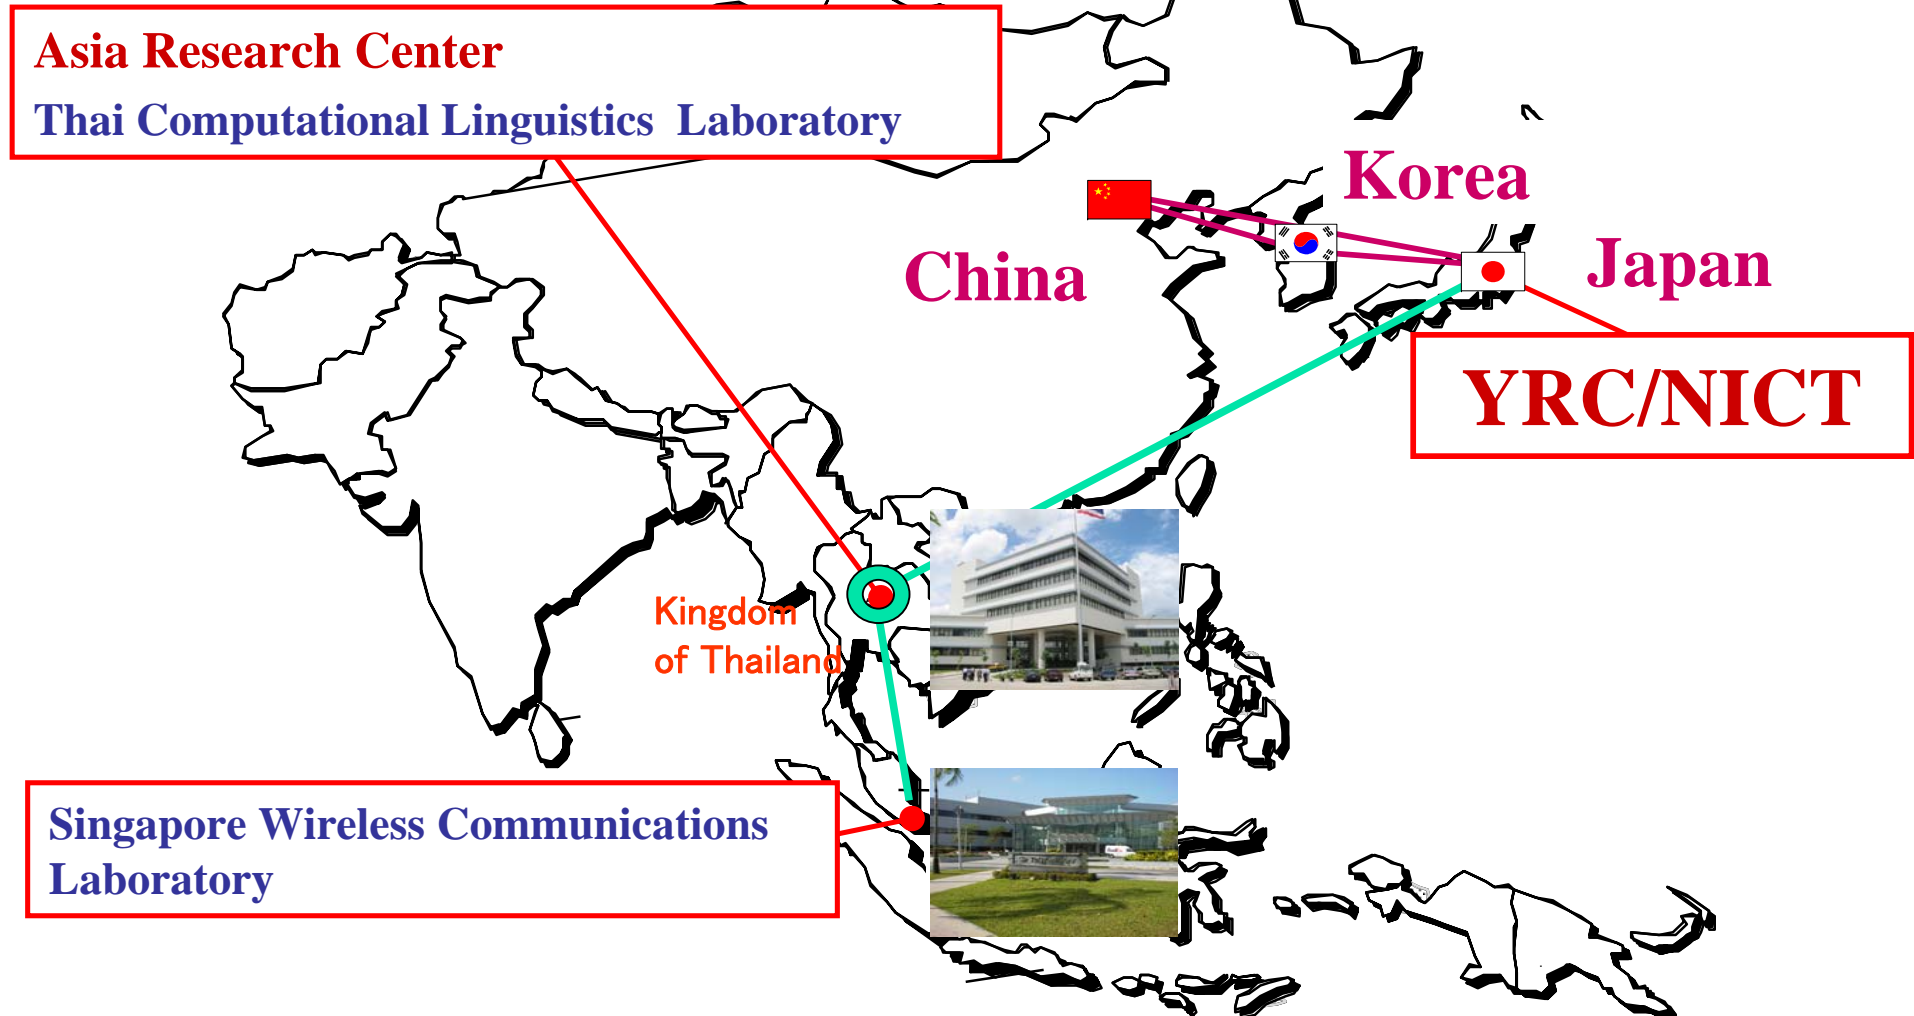 Asia Research Center
Thai Computational Linguistics Laboratory
Korea
China
Japan
YRC/NICT
Kingdom
of Thailand
Singapore Wireless Communications
Laboratory